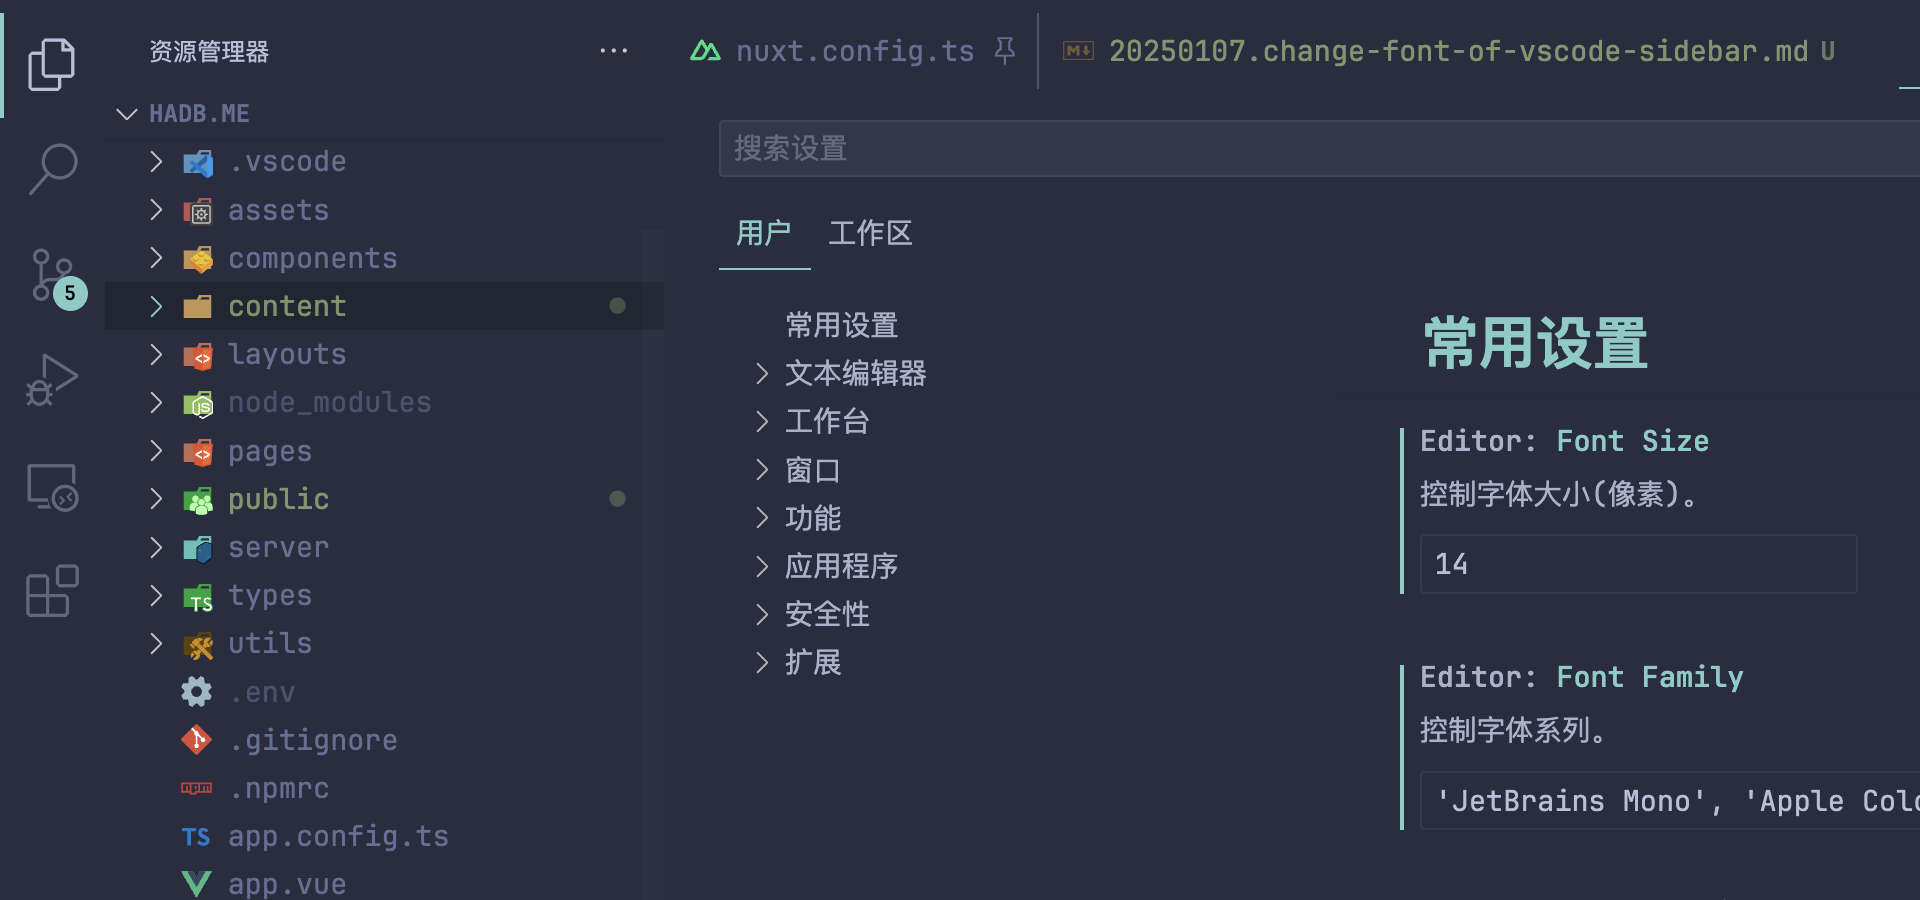 资源管理器
HADB.ME
.vscode
assets
components
content
layouts
node_modules
pages
public
server
types
utils
.env
.gitignore
.npmrc
TS app.config.ts
app.vue
5
nuxt.config.ts
20250107.change-font-of-vscode-sidebar.md U
搜索设置
用户 工作区
常用设置
文本编辑器
工作台
窗口
功能
应用程序
安全性
扩展
常用设置
Editor: Font Size
控制字体大小(像素)。
14
Editor: Font Family
控制字体系列。
'JetBrains Mono', 'Apple Colo